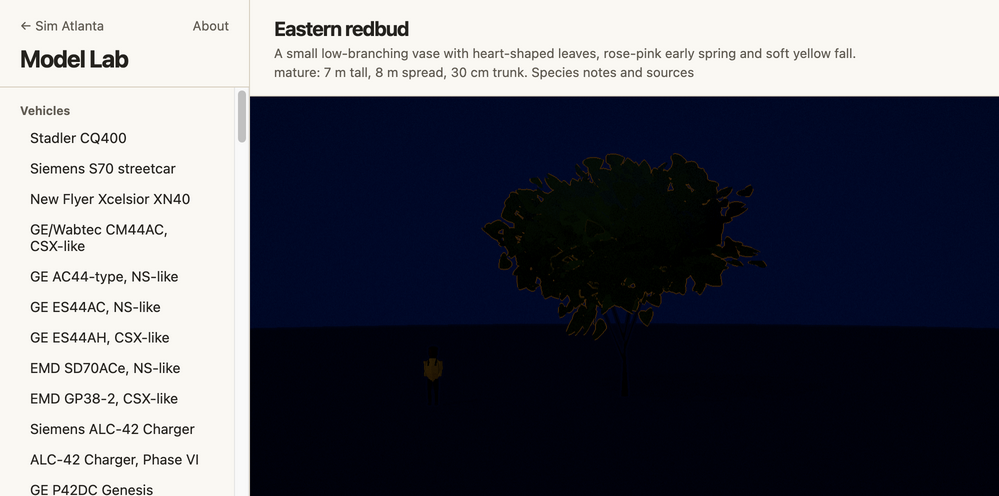 ← Sim Atlanta
About
Model Lab
Vehicles
Stadler CQ400
Siemens S70 streetcar
New Flyer Xcelsior XN40
GE/Wabtec CM44AC,
CSX-like
GE AC44-type, NS-like
GE ES44AC, NS-like
GE ES44AH, CSX-like
EMD SD70ACe, NS-like
EMD GP38-2, CSX-like
Siemens ALC-42 Charger
ALC-42 Charger, Phase VI
GE P42DC Genesis
Eastern redbud
A small low-branching vase with heart-shaped leaves, rose-pink early spring and soft yellow fall.
mature: 7 m tall, 8 m spread, 30 cm trunk. Species notes and sources